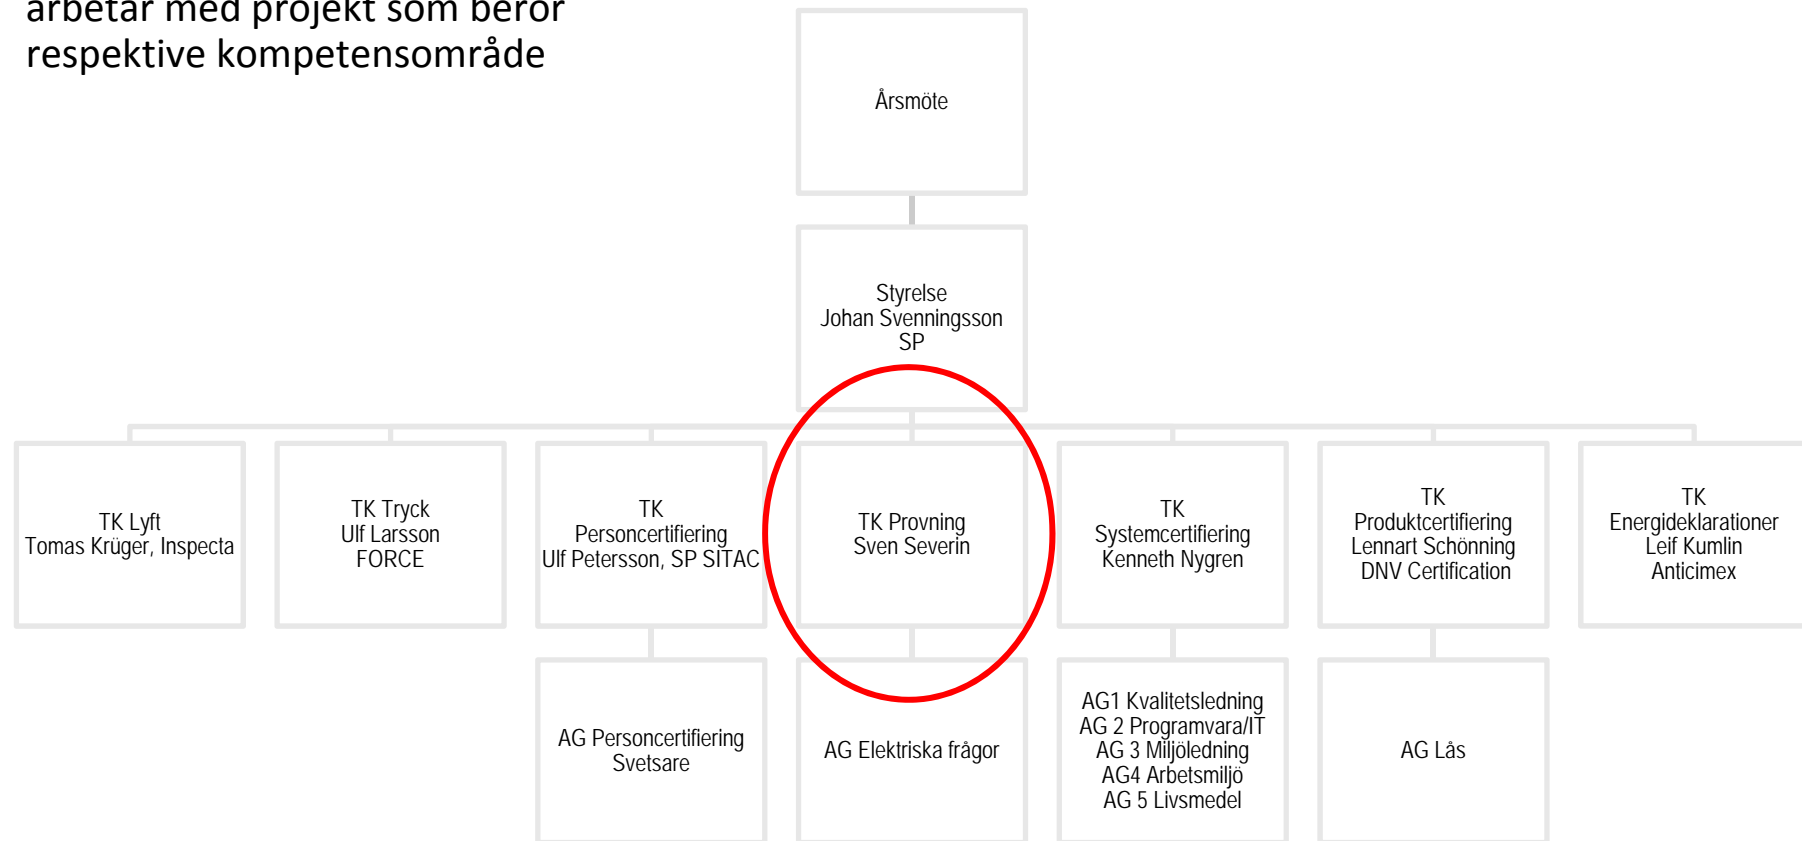 arbetar med projekt som berör
respektive kompetensområde
Årsmöte
Styrelse
Johan Svenningsson
SP
TK Lyft
Tomas Krüger, Inspecta
TK Tryck
Ulf Larsson
FORCE
TK
Personcertifiering
Ulf Petersson, SP SITAC
TK Provning
Sven Severin
TK
Systemcertifiering
Kenneth Nygren
TK
Produktcertifiering
Lennart Schönning
DNV Certification
TK
Energideklarationer
Leif Kumlin
Anticimex
AG Personcertifiering
Svetsare
AG Elektriska frågor
AG1 Kvalitetsledning
AG 2 Programvara/IT
AG 3 Miljöledning
AG4 Arbetsmiljö
AG 5 Livsmedel
AG Lås